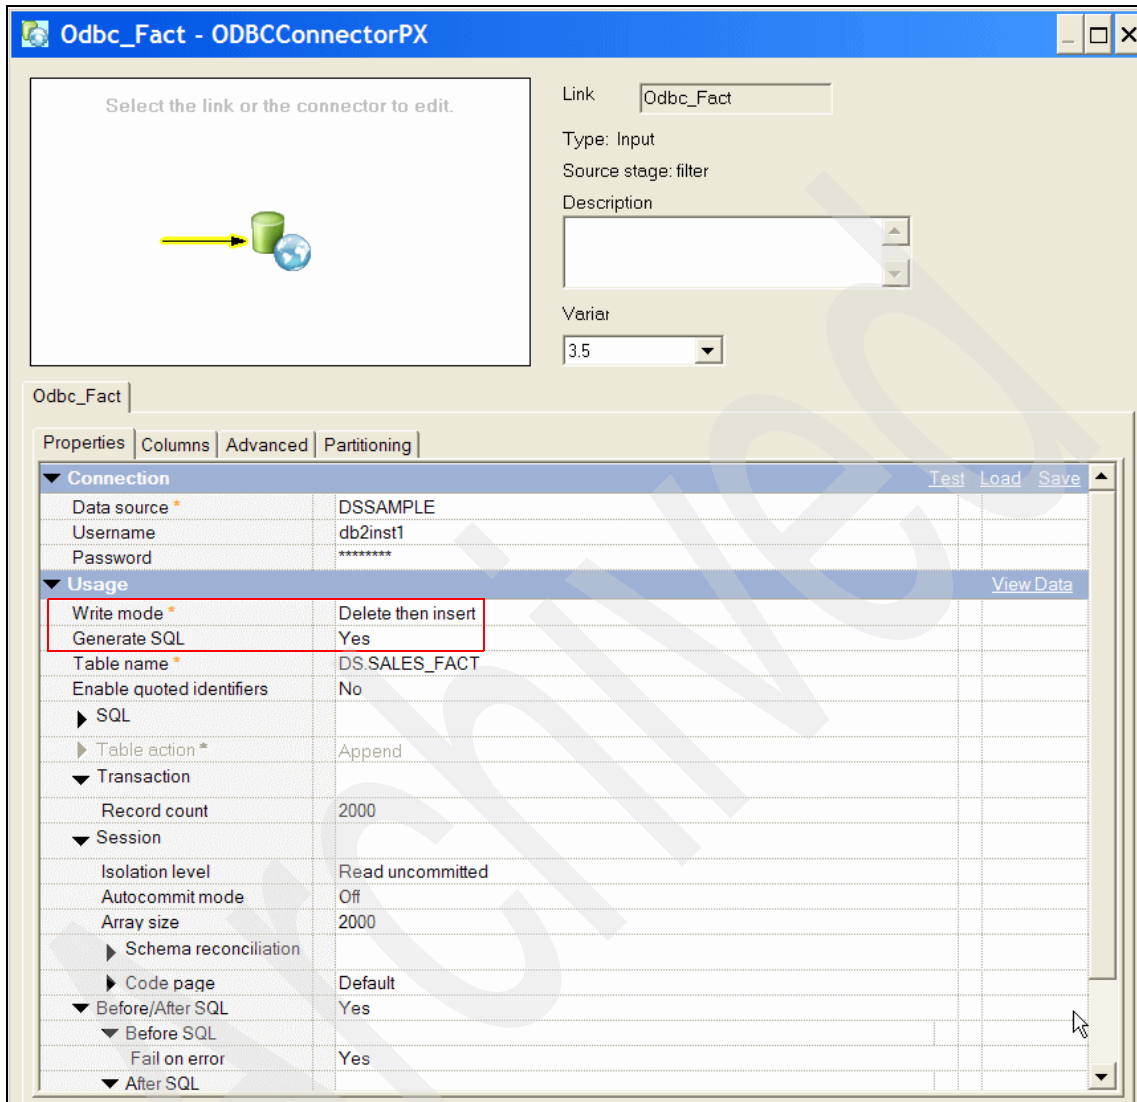 Odbc_Fact - ODBCConnectorPX
Select the link or the connector to edit.
Link Odbc_Fact
Type: Input
Source stage: filter
Description
Variar
3.5
Odbc_Fact
Properties Columns Advanced Partitioning
Connection Test Load Save
Data source * DSSAMPLE
Username db2inst1
Password ********
Usage View Data
Write mode * Delete then insert
Generate SQL Yes
Table name * DS.SALES_FACT
Enable quoted identifiers No
SQL
Table action * Append
Transaction
Record count 2000
Session
Isolation level Read uncommitted
Autocommit mode Off
Array size 2000
Schema reconciliation
Code page Default
Before/After SQL Yes
Before SQL
Fail on error Yes
After SQL
Archived